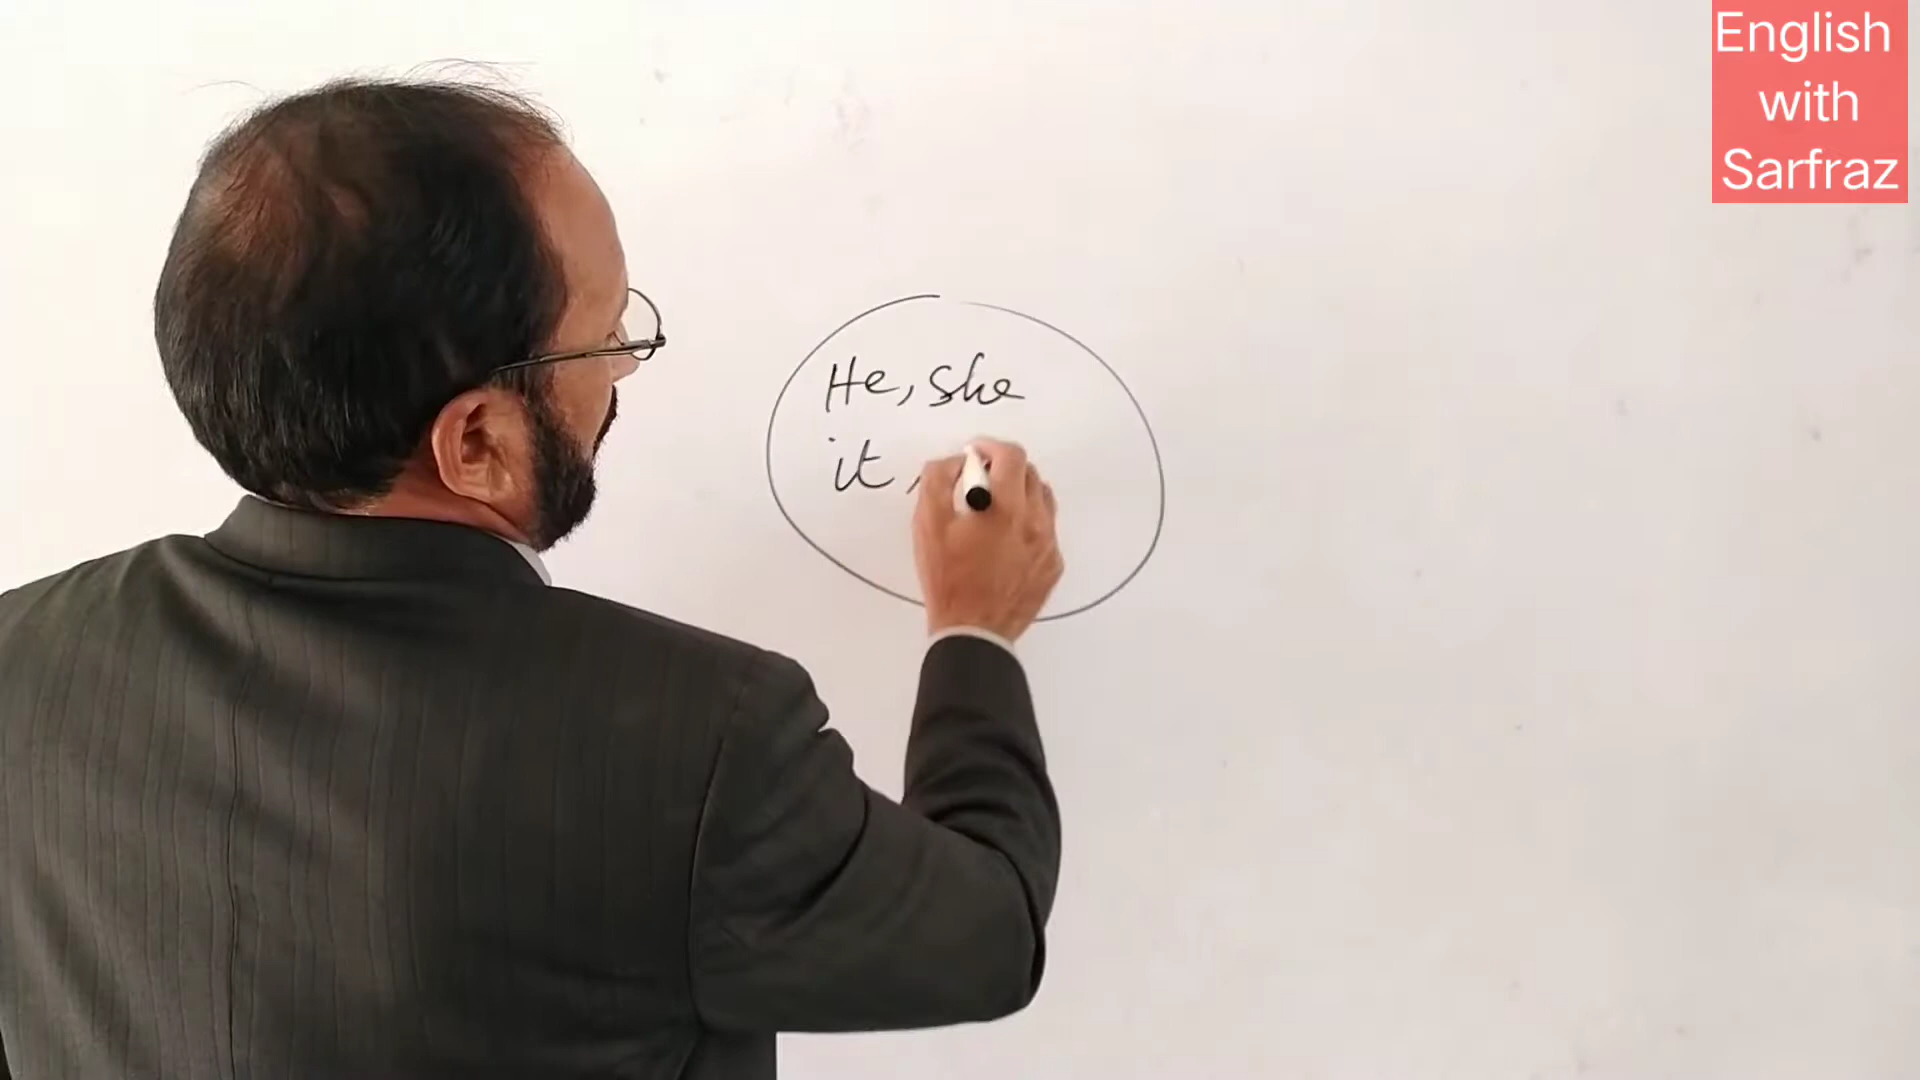 English
with
Sarfraz
He, she
it,